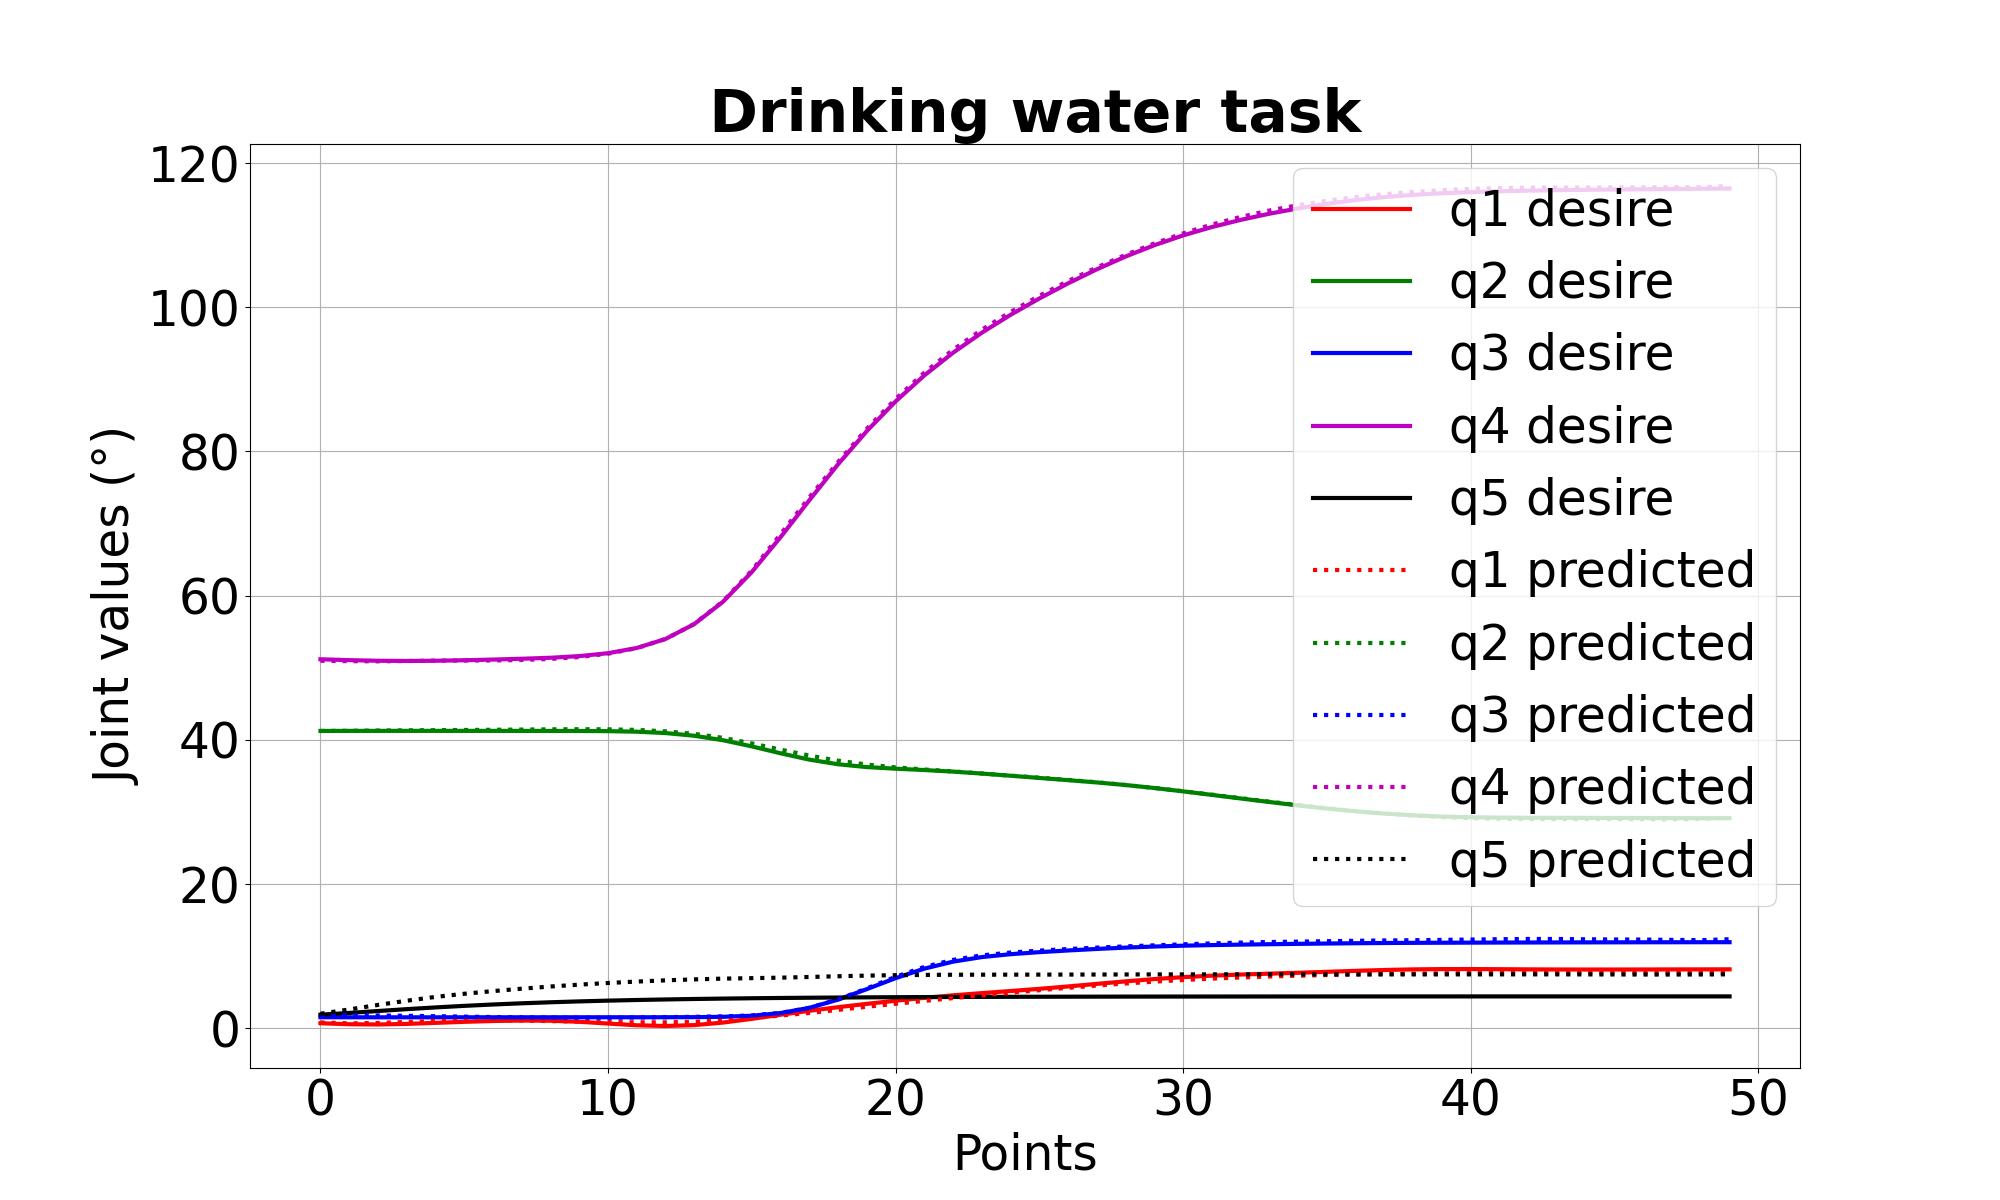 Drinking water task
Joint values (°)
120
100
80
60
40
20
0
q1 desire
q2 desire
q3 desire
q4 desire
q5 desire
q1 predicted
q2 predicted
q3 predicted
q4 predicted
q5 predicted
0 10 20 30 40 50
Points